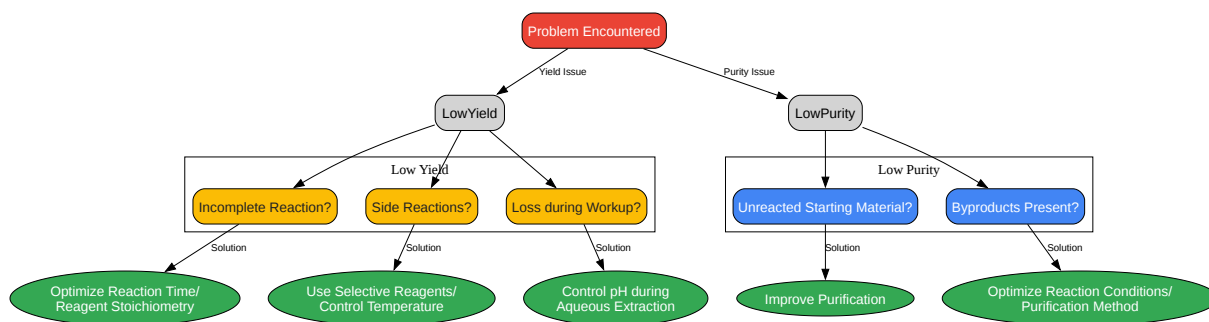 Problem Encountered
Yield Issue
Purity Issue
LowYield
LowPurity
Low Yield
Low Purity
Incomplete Reaction?
Side Reactions?
Loss during Workup?
Unreacted Starting Material?
Byproducts Present?
Solution
Solution
Solution
Solution
Solution
Optimize Reaction Time/
Reagent Stoichiometry
Use Selective Reagents/
Control Temperature
Control pH during
Aqueous Extraction
Improve Purification
Optimize Reaction Conditions/
Purification Method